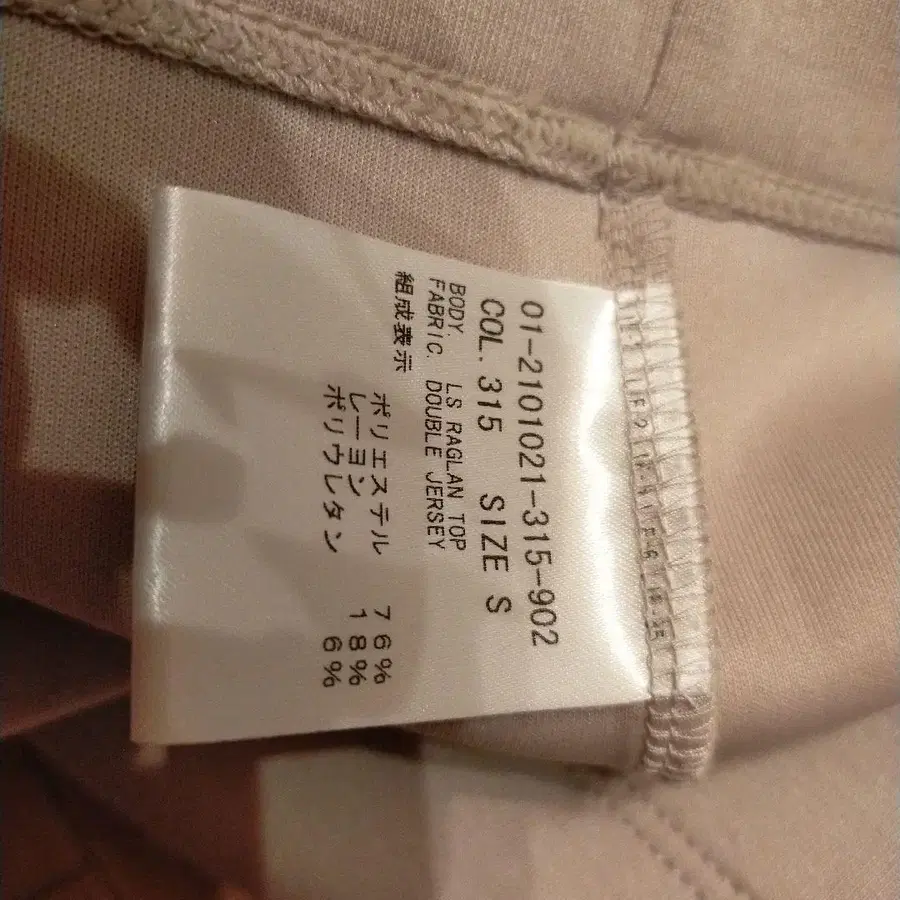 01-2101021-315-902
COL. 315 SIZE S
BODY. LS RAGLAN TOP
FABRIC. DOUBLE JERSEY
組成表示
ポリエステル 76%
レーヨン 18%
ポリウレタン 6%